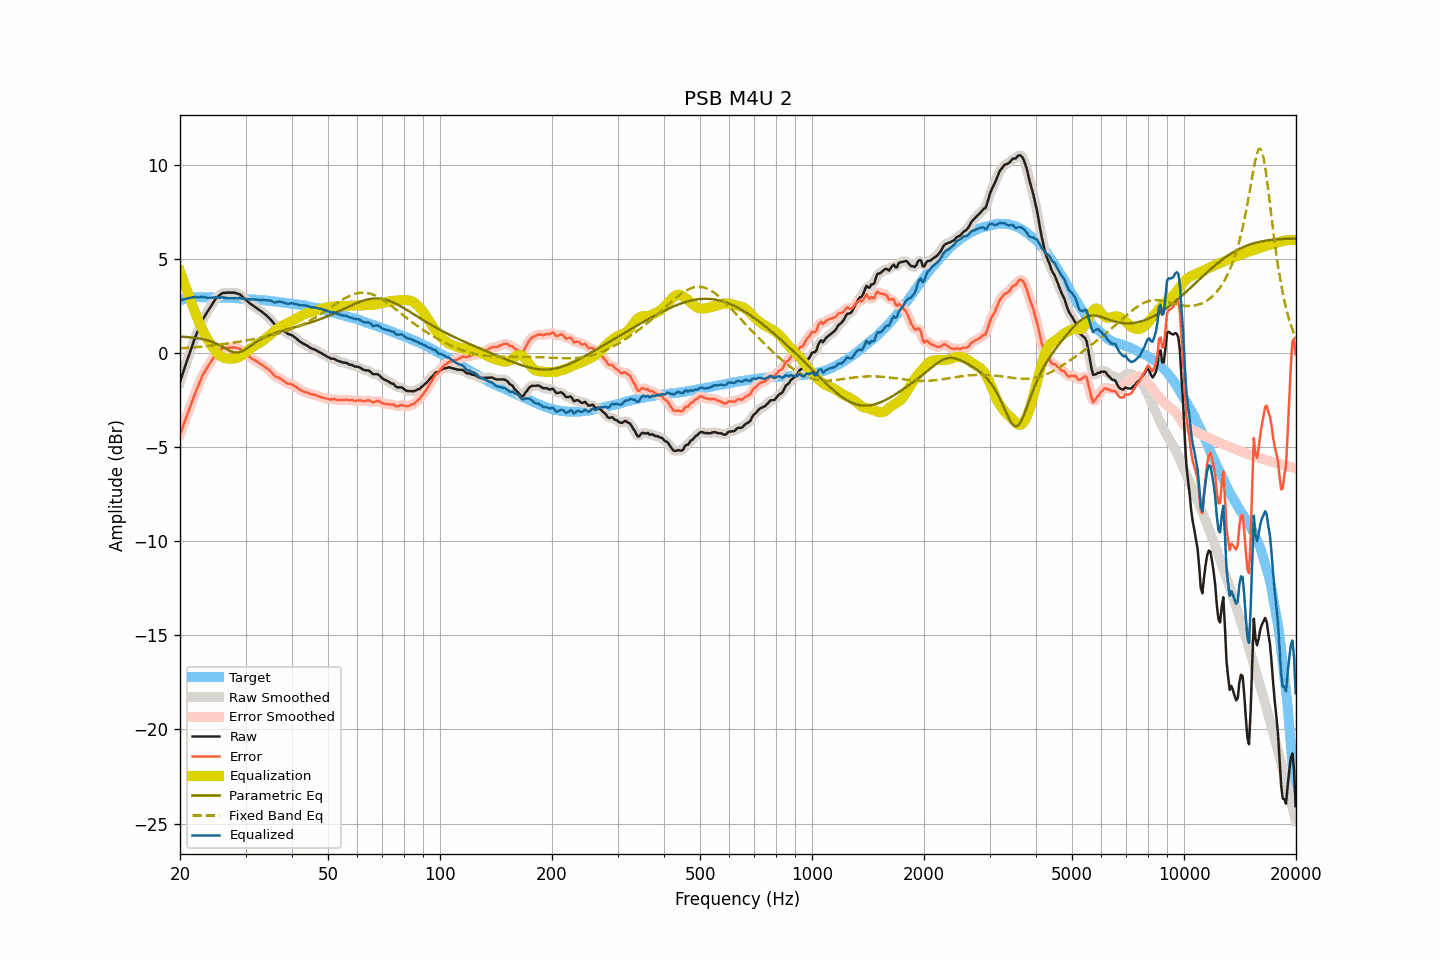 PSB M4U 2
Amplitude (dBr)
10
5
0
−5
−10
−15
−20
−25
Target
Raw Smoothed
Error Smoothed
Raw
Error
Equalization
Parametric Eq
Fixed Band Eq
Equalized
20 50 100 200 500 1000 2000 5000 10000 20000
Frequency (Hz)